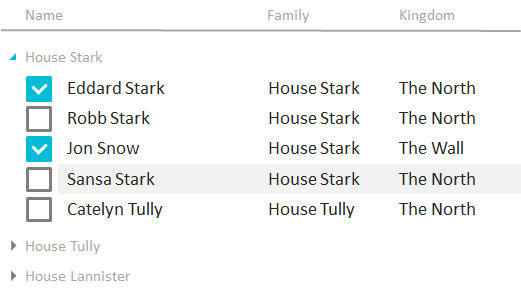 Name Family Kingdom
House Stark
Eddard Stark House Stark The North
Robb Stark House Stark The North
Jon Snow House Stark The Wall
Sansa Stark House Stark The North
Catelyn Tully House Tully The North
House Tully
House Lannister